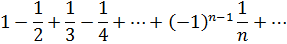 1 − 1/2 + 1/3 − 1/4 + ⋯ + (−1)ⁿ⁻¹ 1/n + ⋯